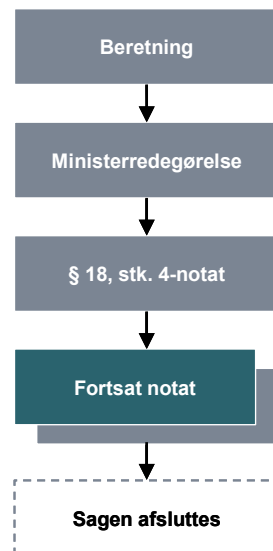 Beretning
Ministerredegørelse
§ 18, stk. 4-notat
Fortsat notat
Sagen afsluttes